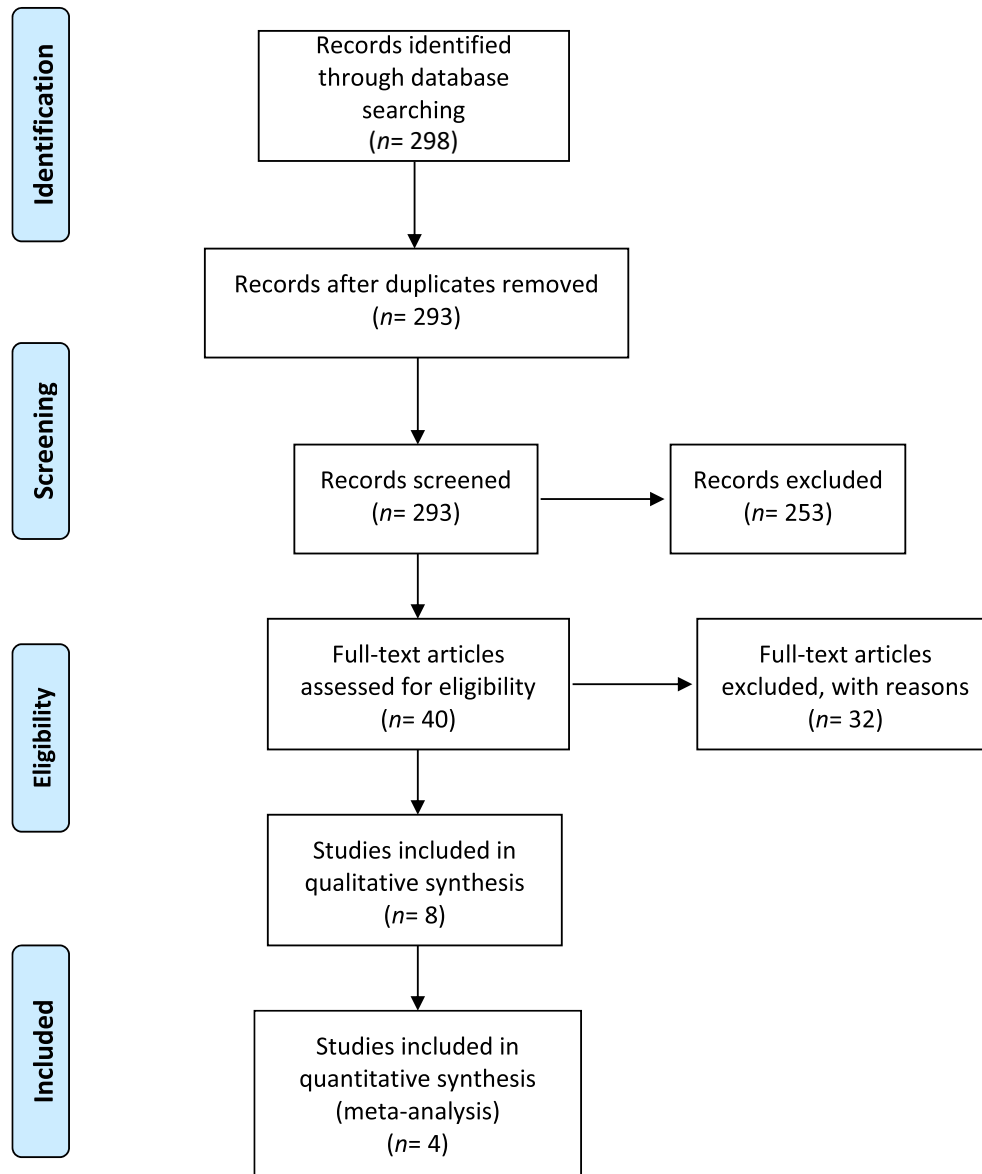 Identification
Records identified
through database
searching
(n= 298)
Records after duplicates removed
(n= 293)
Screening
Records screened
(n= 293)
Records excluded
(n= 253)
Eligibility
Full-text articles
assessed for eligibility
(n= 40)
Full-text articles
excluded, with reasons
(n= 32)
Studies included in
qualitative synthesis
(n= 8)
Included
Studies included in
quantitative synthesis
(meta-analysis)
(n= 4)